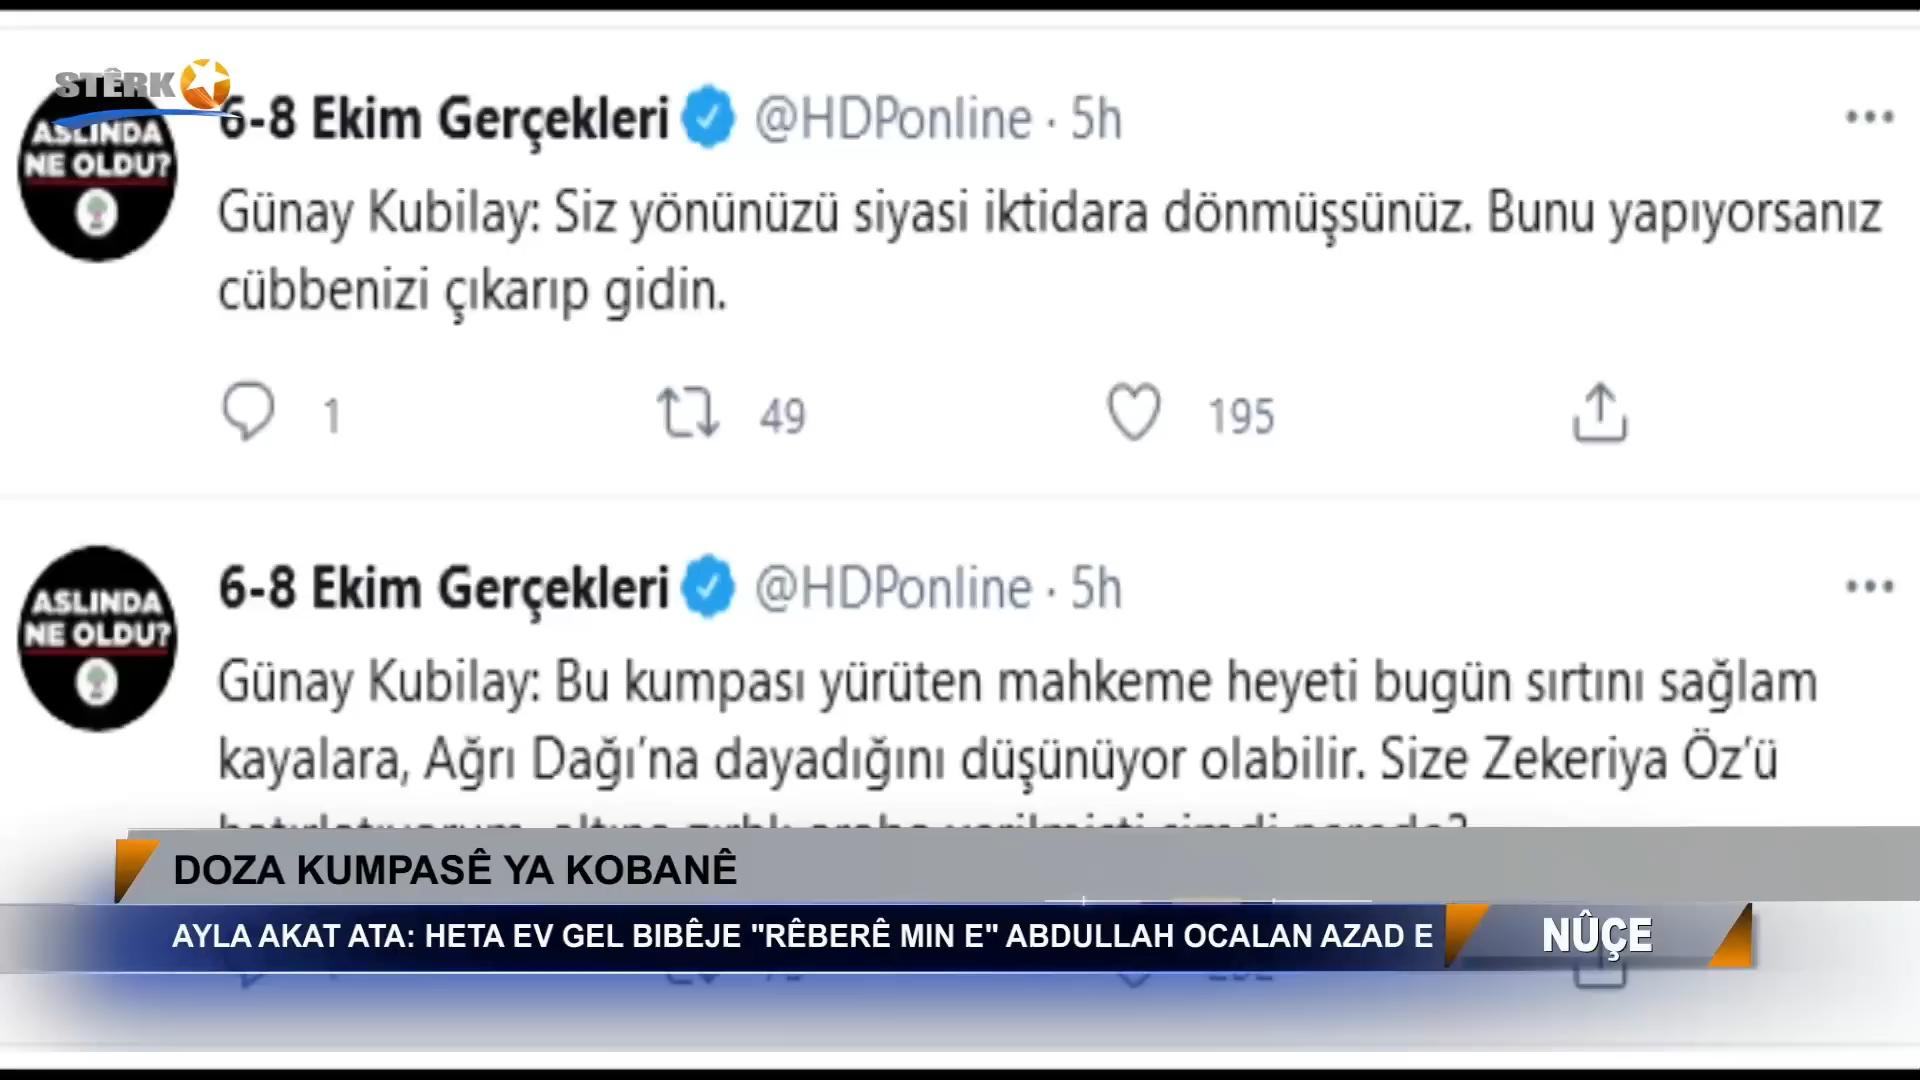 STÊRK
6-8 Ekim Gerçekleri @HDPonline · 5h
ASLINDA
NE OLDU?
Günay Kubilay: Siz yönünüzü siyasi iktidara dönmüşsünüz. Bunu yapıyorsanız
cübbenizi çıkarıp gidin.
1 49 195
6-8 Ekim Gerçekleri @HDPonline · 5h
ASLINDA
NE OLDU?
Günay Kubilay: Bu kumpası yürüten mahkeme heyeti bugün sırtını sağlam
kayalara, Ağrı Dağı’na dayadığını düşünüyor olabilir. Size Zekeriya Öz’ü
DOZA KUMPASÊ YA KOBANÊ
AYLA AKAT ATA: HETA EV GEL BIBÊJE "RÊBERÊ MIN E" ABDULLAH OCALAN AZAD E
NÛÇE